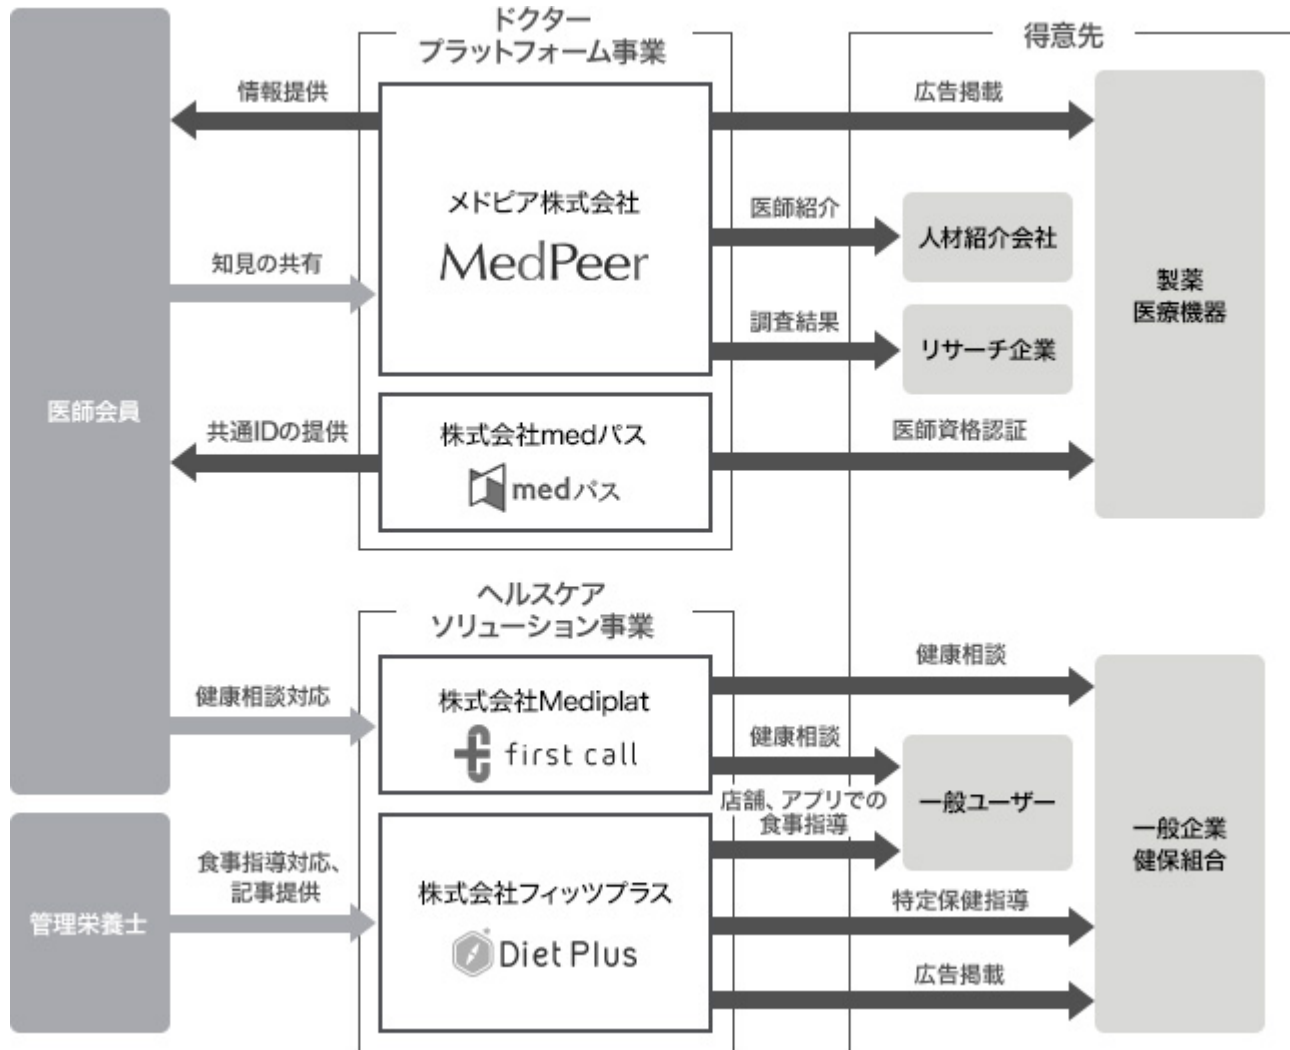 ドクター
プラットフォーム事業
得意先
情報提供
広告掲載
メドピア株式会社
MedPeer
医師紹介
人材紹介会社
知見の共有
製薬
医療機器
調査結果
リサーチ企業
医師会員
共通IDの提供
株式会社medパス
medパス
医師資格認証
ヘルスケア
ソリューション事業
健康相談
健康相談対応
株式会社Mediplat
first call
健康相談
店舗、アプリでの
食事指導
一般ユーザー
一般企業
健保組合
食事指導対応、
記事提供
管理栄養士
株式会社フィッツプラス
Diet Plus
特定保健指導
広告掲載